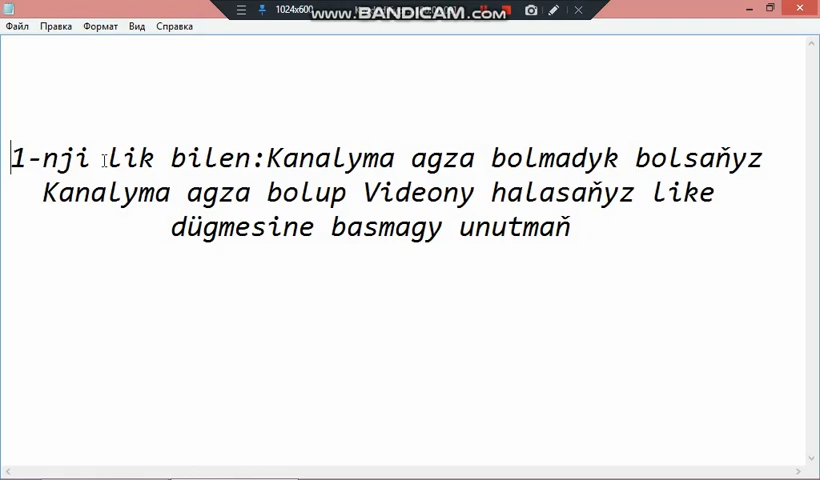 1024x600
www.BANDICAM.com
Файл Правка Формат Вид Справка
1-nji lik bilen:Kanalyma agza bolmadyk bolsaňyz
Kanalyma agza bolup Videony halasaňyz like
dügmesine basmagy unutmaň